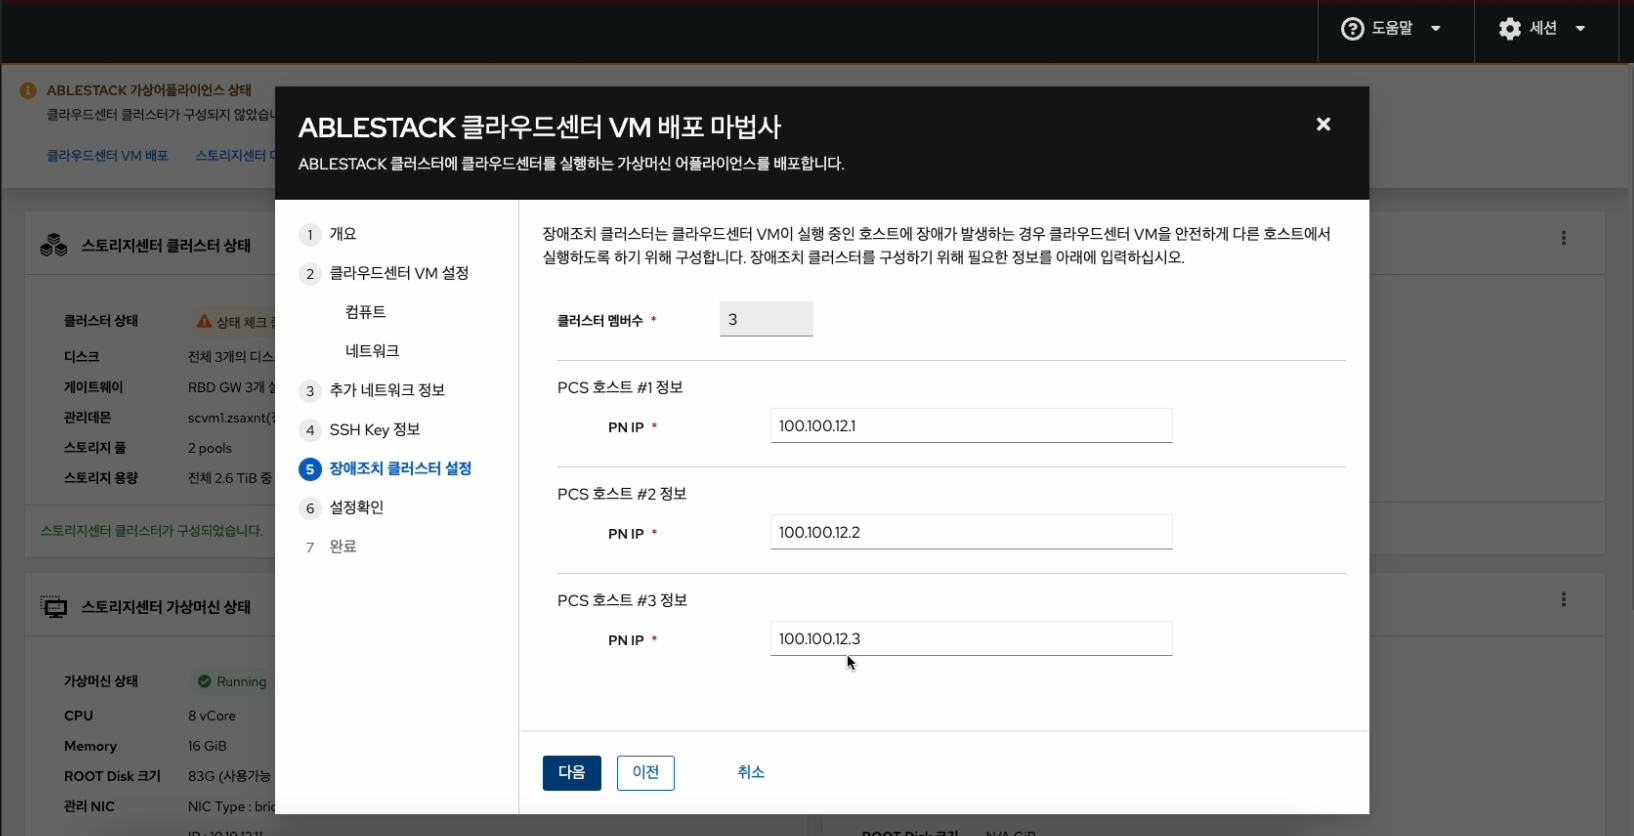 도움말
세션
ABLESTACK 가상어플라이언스 상태
클라우드센터 클러스터가 구성되지 않았습니
클라우드센터 VM 배포
스토리지센터
ABLESTACK 클라우드센터 VM 배포 마법사
ABLESTACK 클러스터에 클라우드센터를 실행하는 가상머신 어플라이언스를 배포합니다.
1 개요
2 클라우드센터 VM 설정
컴퓨트
네트워크
3 추가 네트워크 정보
4 SSH Key 정보
5 장애조치 클러스터 설정
6 설정확인
7 완료
장애조치 클러스터는 클라우드센터 VM이 실행 중인 호스트에 장애가 발생하는 경우 클라우드센터 VM을 안전하게 다른 호스트에서
실행하도록 하기 위해 구성합니다. 장애조치 클러스터를 구성하기 위해 필요한 정보를 아래에 입력하십시오.
클러스터 멤버수 * 3
PCS 호스트 #1 정보
PN IP * 100.100.12.1
PCS 호스트 #2 정보
PN IP * 100.100.12.2
PCS 호스트 #3 정보
PN IP * 100.100.12.3
다음 이전 취소
스토리지센터 클러스터 상태
클러스터 상태 상태 체크
디스크 전체 3개의 디스
게이트웨이 RBD GW 3개
관리데몬 scvm1.zsaxnt(
스토리지 풀 2 pools
스토리지 용량 전체 2.6 TiB 중
스토리지센터 클러스터가 구성되었습니다.
스토리지센터 가상머신 상태
가상머신 상태 Running
CPU 8 vCore
Memory 16 GiB
ROOT Disk 크기 83G (사용가능
관리 NIC NIC Type : bri
IP : 10.10.12.11
ROOT Disk 크기 N/A GiB